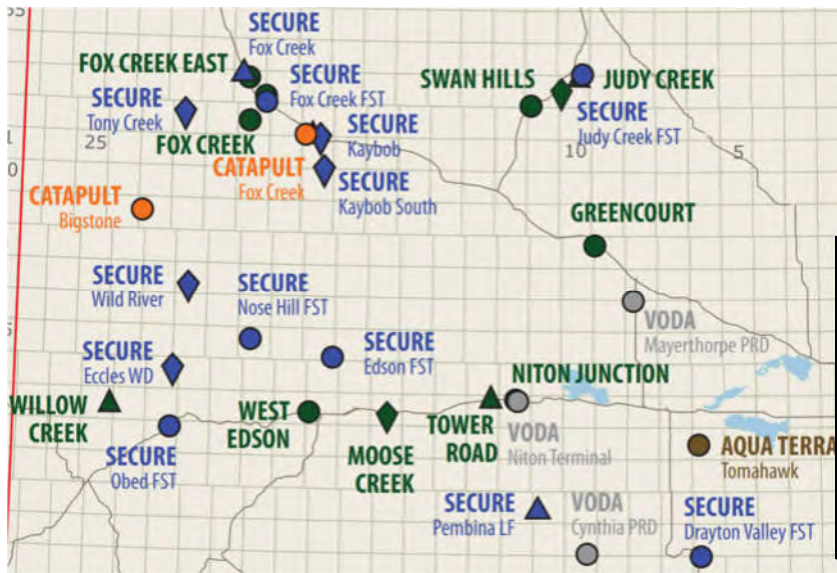 55
SECURE
Fox Creek
FOX CREEK EAST
SECURE
Fox Creek FST
SECURE
Tony Creek
FOX CREEK
SECURE
Kaybob
CATAPULT
Fox Creek
SECURE
Kaybob South
SWAN HILLS
JUDY CREEK
SECURE
Judy Creek FST
1
25
10
5
0
CATAPULT
Bigstone
GREENCOURT
SECURE
Wild River
SECURE
Nose Hill FST
VODA
Mayerthorpe PRD
SECURE
Eccles WD
SECURE
Edson FST
NITON JUNCTION
WILLOW
CREEK
WEST
EDSON
MOOSE
CREEK
TOWER
ROAD
VODA
Niton Terminal
AQUA TERRA
Tomahawk
SECURE
Obed FST
SECURE
Pembina LF
VODA
Cynthia PRD
SECURE
Drayton Valley FST